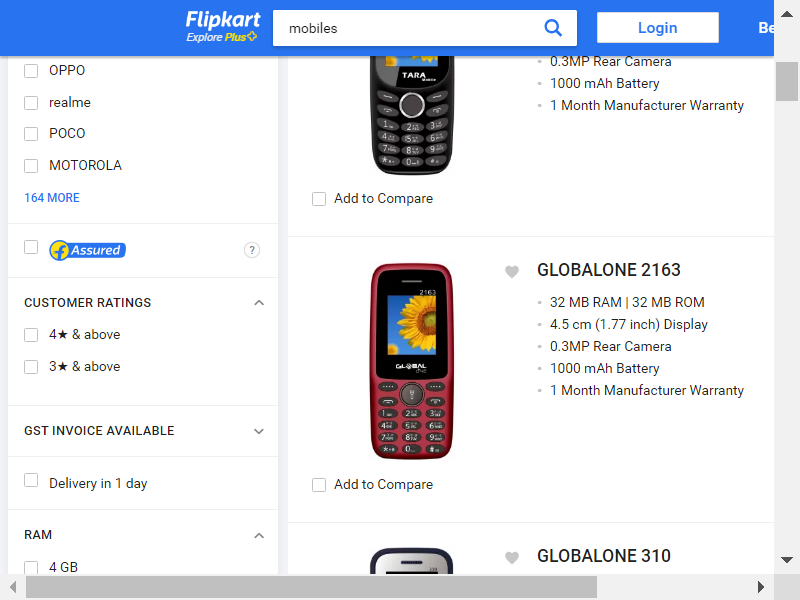 Flipkart
Explore Plus
mobiles
Login
Be
OPPO
realme
POCO
MOTOROLA
164 MORE
Assured
?
CUSTOMER RATINGS
4★ & above
3★ & above
GST INVOICE AVAILABLE
Delivery in 1 day
RAM
4 GB
TARA
0.3MP Rear Camera
1000 mAh Battery
1 Month Manufacturer Warranty
Add to Compare
2163
GLOBAL
GLOBALONE 2163
32 MB RAM | 32 MB ROM
4.5 cm (1.77 inch) Display
0.3MP Rear Camera
1000 mAh Battery
1 Month Manufacturer Warranty
Add to Compare
GLOBALONE 310